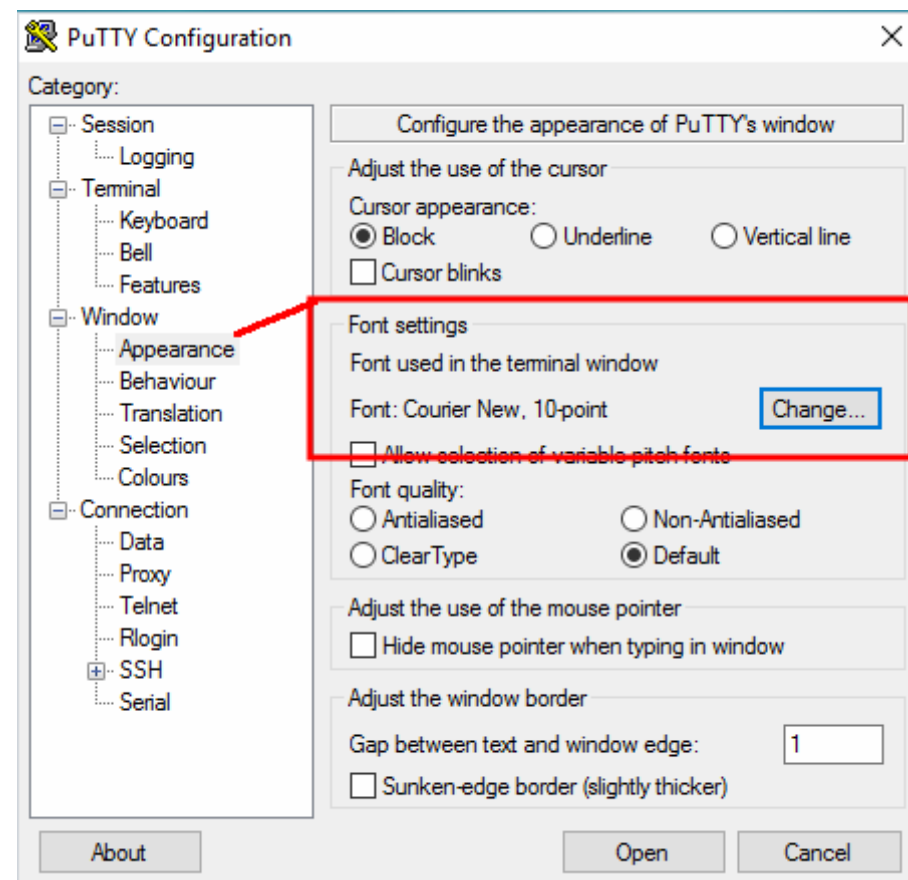 PuTTY Configuration
Category:
Session
Logging
Terminal
Keyboard
Bell
Features
Window
Appearance
Behaviour
Translation
Selection
Colours
Connection
Data
Proxy
Telnet
Rlogin
SSH
Serial
Configure the appearance of PuTTY's window
Adjust the use of the cursor
Cursor appearance:
Block Underline Vertical line
Cursor blinks
Font settings
Font used in the terminal window
Font: Courier New, 10-point Change...
Allow selection of variable-pitch fonts
Font quality:
Antialiased Non-Antialiased
ClearType Default
Adjust the use of the mouse pointer
Hide mouse pointer when typing in window
Adjust the window border
Gap between text and window edge: 1
Sunken-edge border (slightly thicker)
About Open Cancel